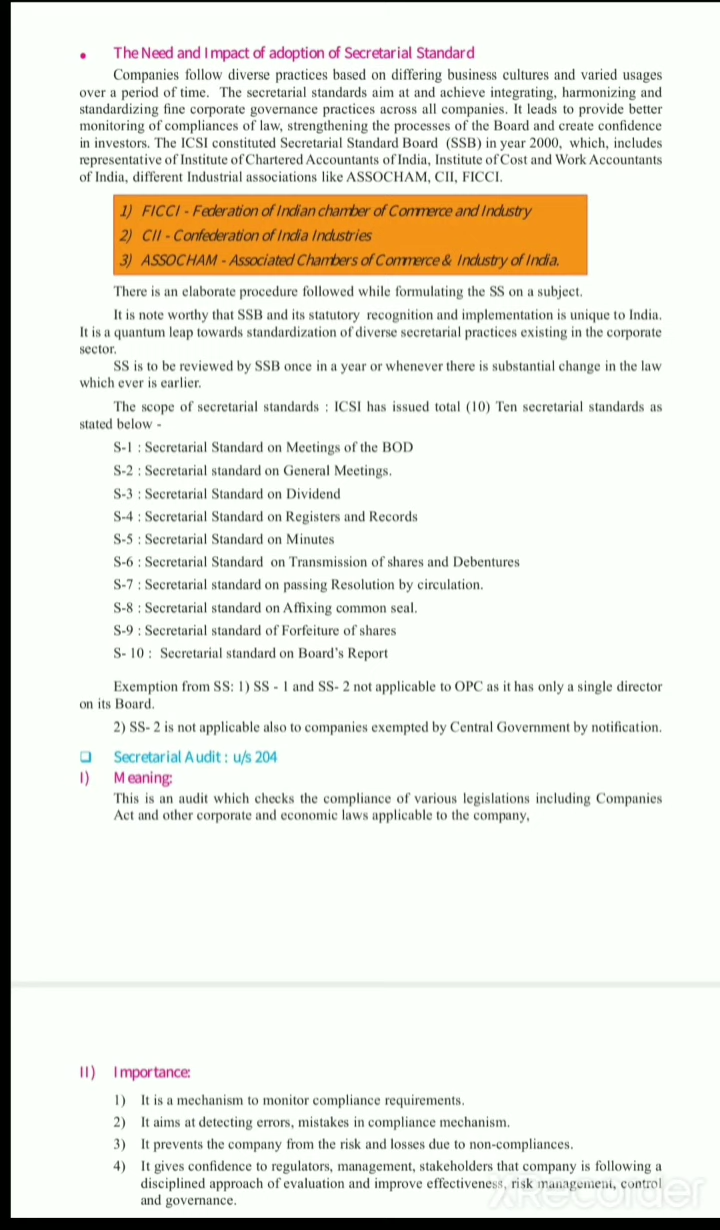 • The Need and Impact of adoption of Secretarial Standard
Companies follow diverse practices based on differing business cultures and varied usages
over a period of time. The secretarial standards aim at and achieve integrating, harmonizing and
standardizing fine corporate governance practices across all companies. It leads to provide better
monitoring of compliances of law, strengthening the processes of the Board and create confidence
in investors. The ICSI constituted Secretarial Standard Board (SSB) in year 2000, which, includes
representative of Institute of Chartered Accountants of India, Institute of Cost and Work Accountants
of India, different Industrial associations like ASSOCHAM, CII, FICCI.
1) FICCI - Federation of Indian chamber of Commerce and Industry
2) CII - Confederation of India Industries
3) ASSOCHAM - Associated Chambers of Commerce & Industry of India.
There is an elaborate procedure followed while formulating the SS on a subject.
It is note worthy that SSB and its statutory recognition and implementation is unique to India.
It is a quantum leap towards standardization of diverse secretarial practices existing in the corporate
sector.
SS is to be reviewed by SSB once in a year or whenever there is substantial change in the law
which ever is earlier.
The scope of secretarial standards : ICSI has issued total (10) Ten secretarial standards as
stated below -
S-1 : Secretarial Standard on Meetings of the BOD
S-2 : Secretarial standard on General Meetings.
S-3 : Secretarial Standard on Dividend
S-4 : Secretarial Standard on Registers and Records
S-5 : Secretarial Standard on Minutes
S-6 : Secretarial Standard on Transmission of shares and Debentures
S-7 : Secretarial standard on passing Resolution by circulation.
S-8 : Secretarial standard on Affixing common seal.
S-9 : Secretarial standard of Forfeiture of shares
S- 10 : Secretarial standard on Board's Report
Exemption from SS: 1) SS - 1 and SS- 2 not applicable to OPC as it has only a single director
on its Board.
2) SS- 2 is not applicable also to companies exempted by Central Government by notification.
❑ Secretarial Audit : u/s 204
I) Meaning:
This is an audit which checks the compliance of various legislations including Companies
Act and other corporate and economic laws applicable to the company,
II) Importance:
1) It is a mechanism to monitor compliance requirements.
2) It aims at detecting errors, mistakes in compliance mechanism.
3) It prevents the company from the risk and losses due to non-compliances.
4) It gives confidence to regulators, management, stakeholders that company is following a
disciplined approach of evaluation and improve effectiveness, risk management, control
and governance.
XRecorder